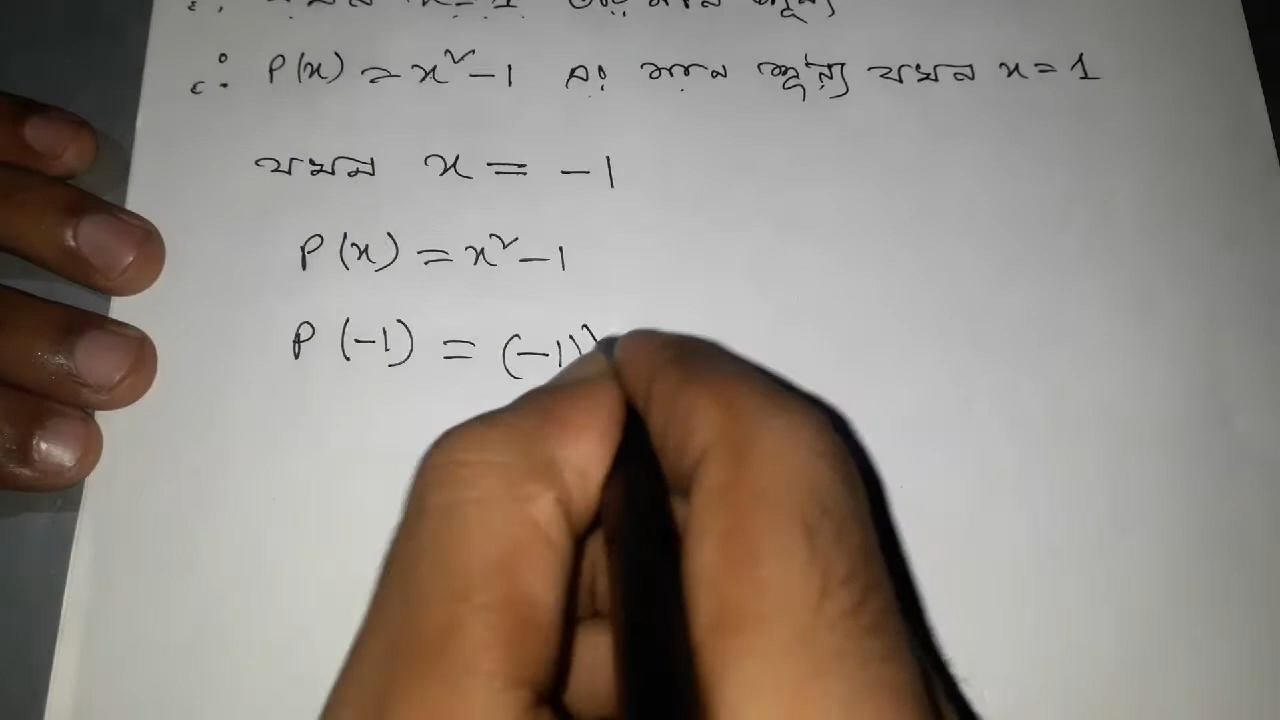 ∴ P(x) = x² - 1 এর মান শূন্য যখন x = 1
যখন x = -1
P(x) = x² - 1
P(-1) = (-1)